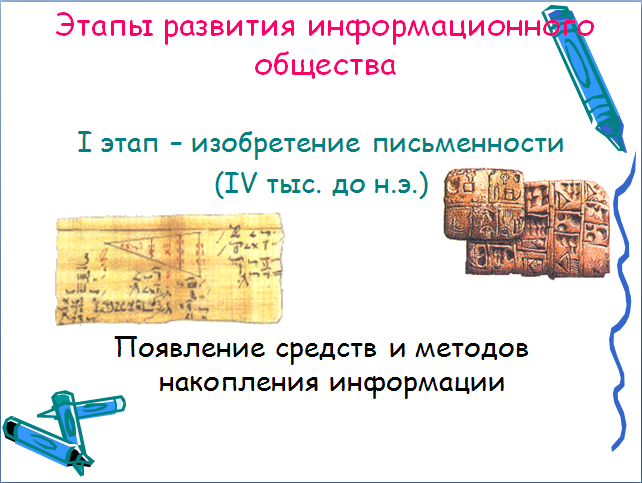 Этапы развития информационного
общества
I этап – изобретение письменности
(IV тыс. до н.э.)
Появление средств и методов
накопления информации